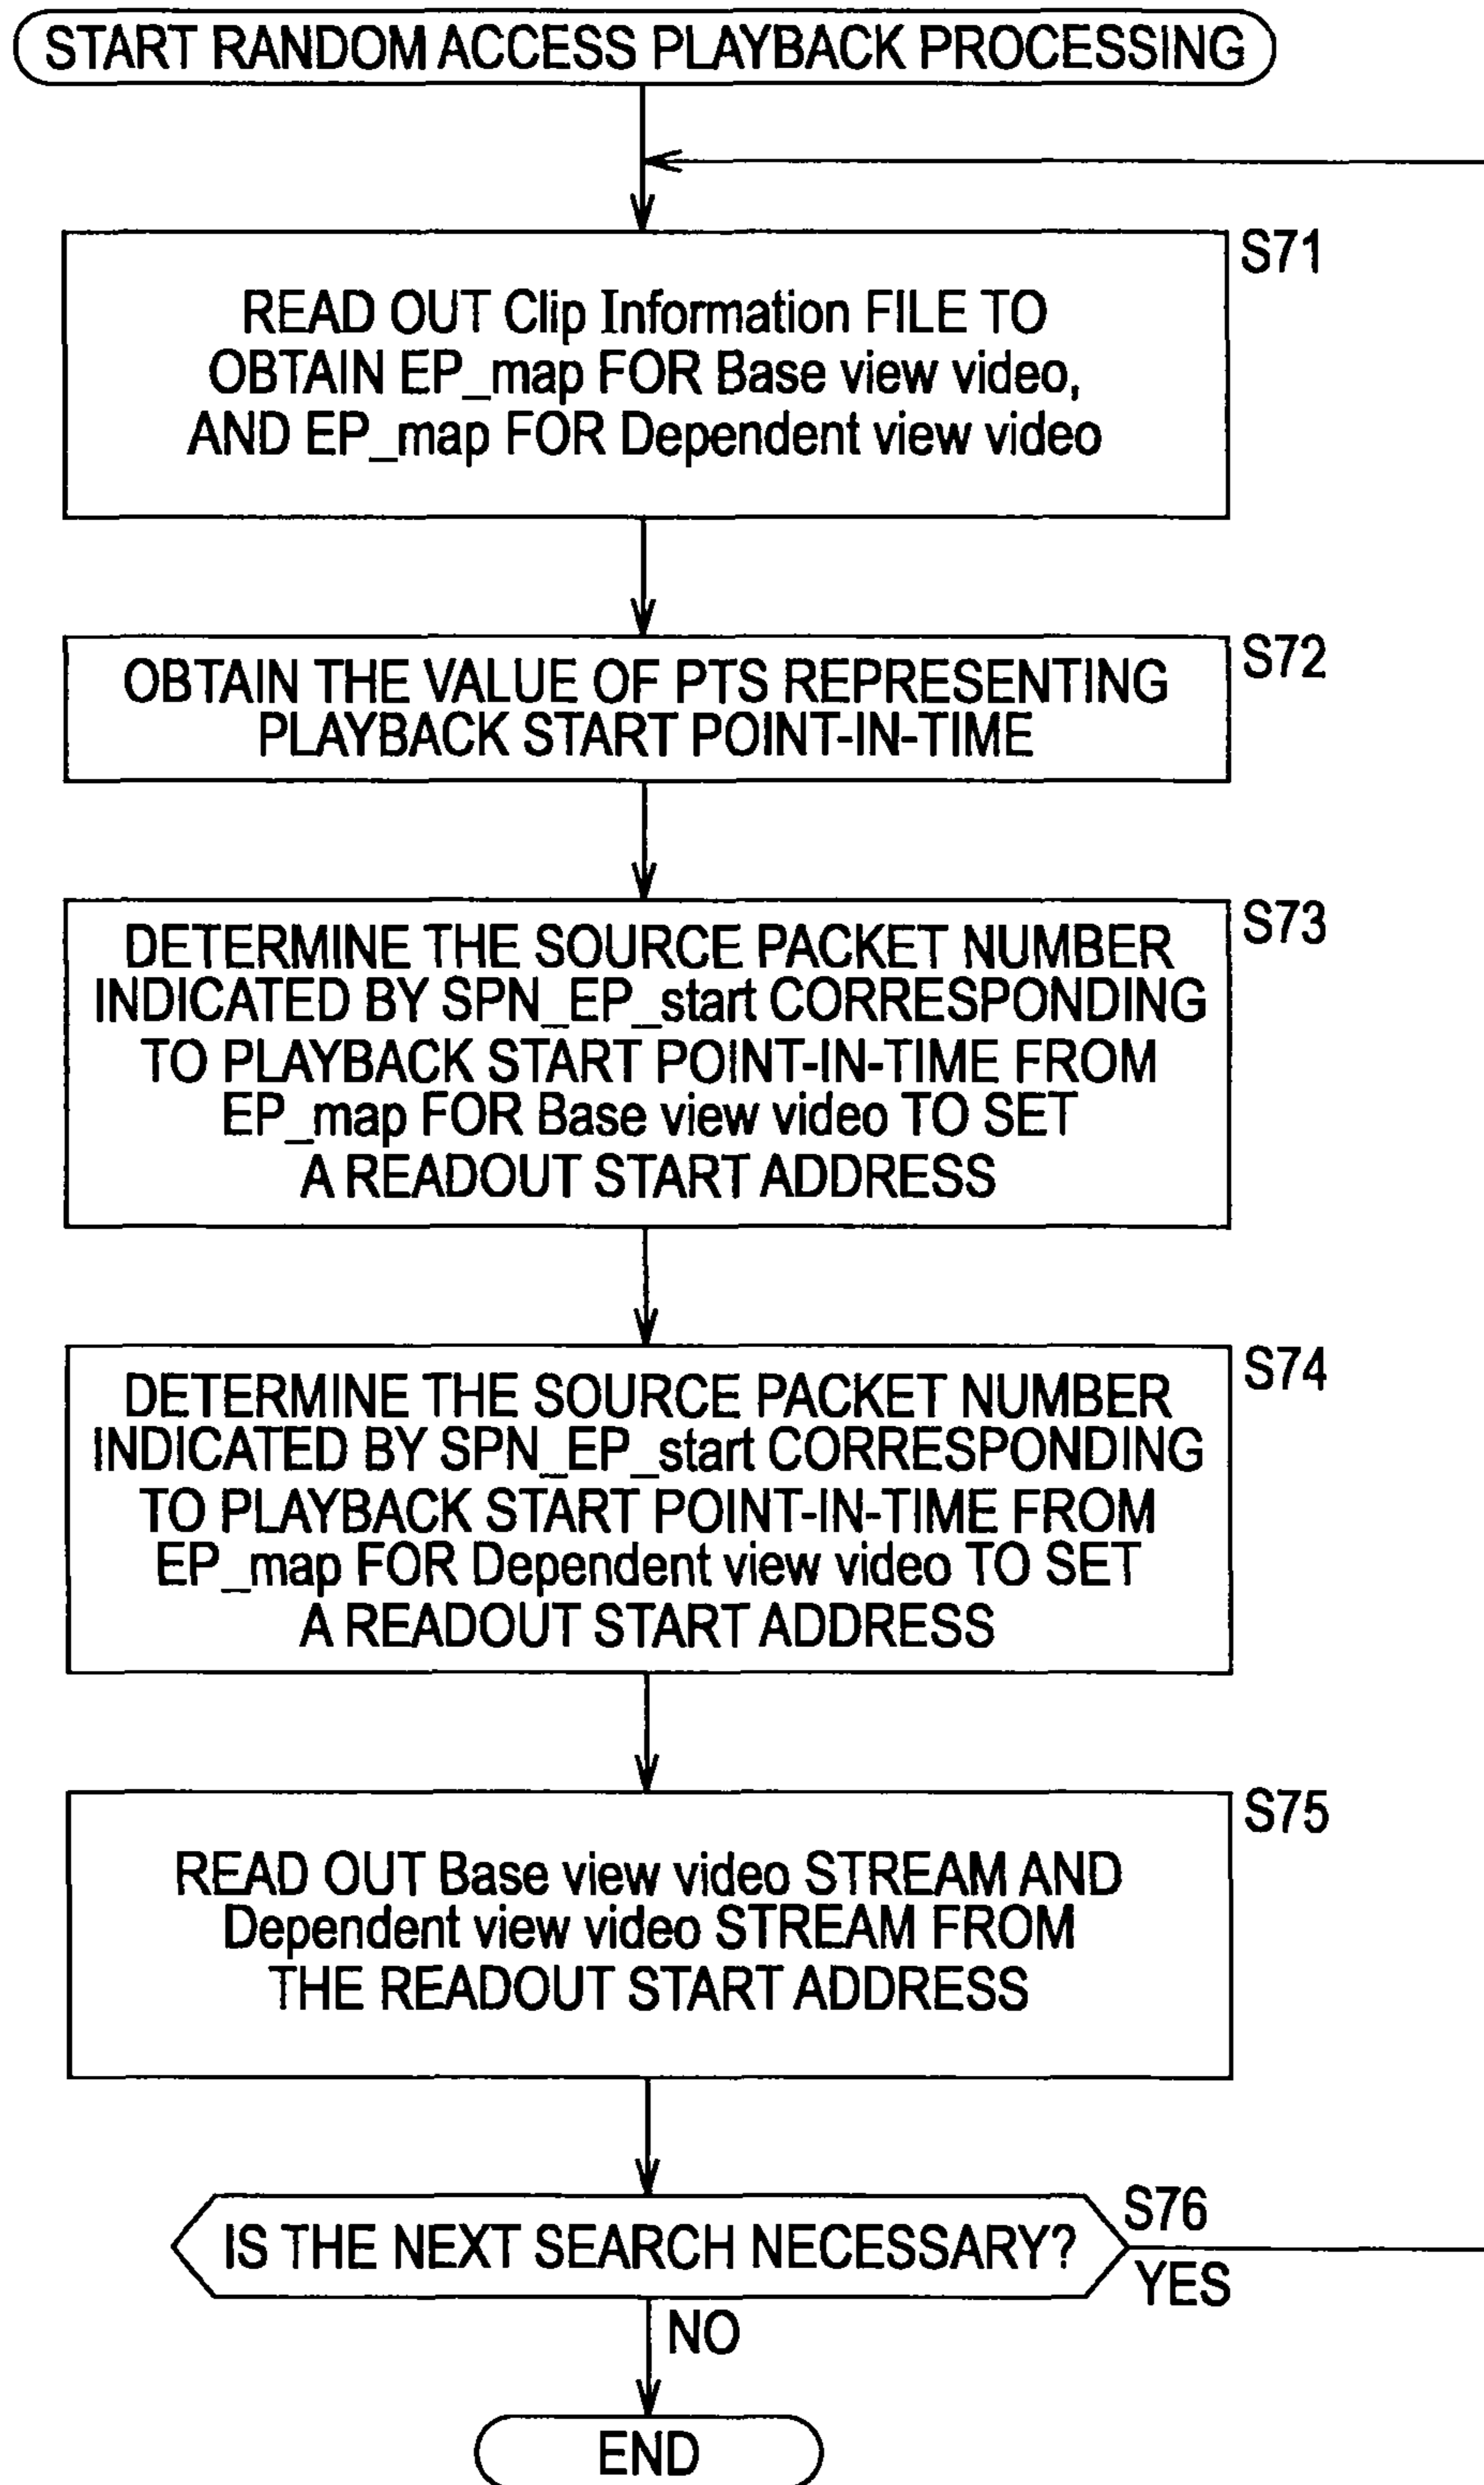 START RANDOM ACCESS PLAYBACK PROCESSING
S71
READ OUT Clip Information FILE TO
OBTAIN EP_map FOR Base view video,
AND EP_map FOR Dependent view video
S72
OBTAIN THE VALUE OF PTS REPRESENTING
PLAYBACK START POINT-IN-TIME
S73
DETERMINE THE SOURCE PACKET NUMBER
INDICATED BY SPN_EP_start CORRESPONDING
TO PLAYBACK START POINT-IN-TIME FROM
EP_map FOR Base view video TO SET
A READOUT START ADDRESS
S74
DETERMINE THE SOURCE PACKET NUMBER
INDICATED BY SPN_EP_start CORRESPONDING
TO PLAYBACK START POINT-IN-TIME FROM
EP_map FOR Dependent view video TO SET
A READOUT START ADDRESS
S75
READ OUT Base view video STREAM AND
Dependent view video STREAM FROM
THE READOUT START ADDRESS
S76
IS THE NEXT SEARCH NECESSARY?
YES
NO
END